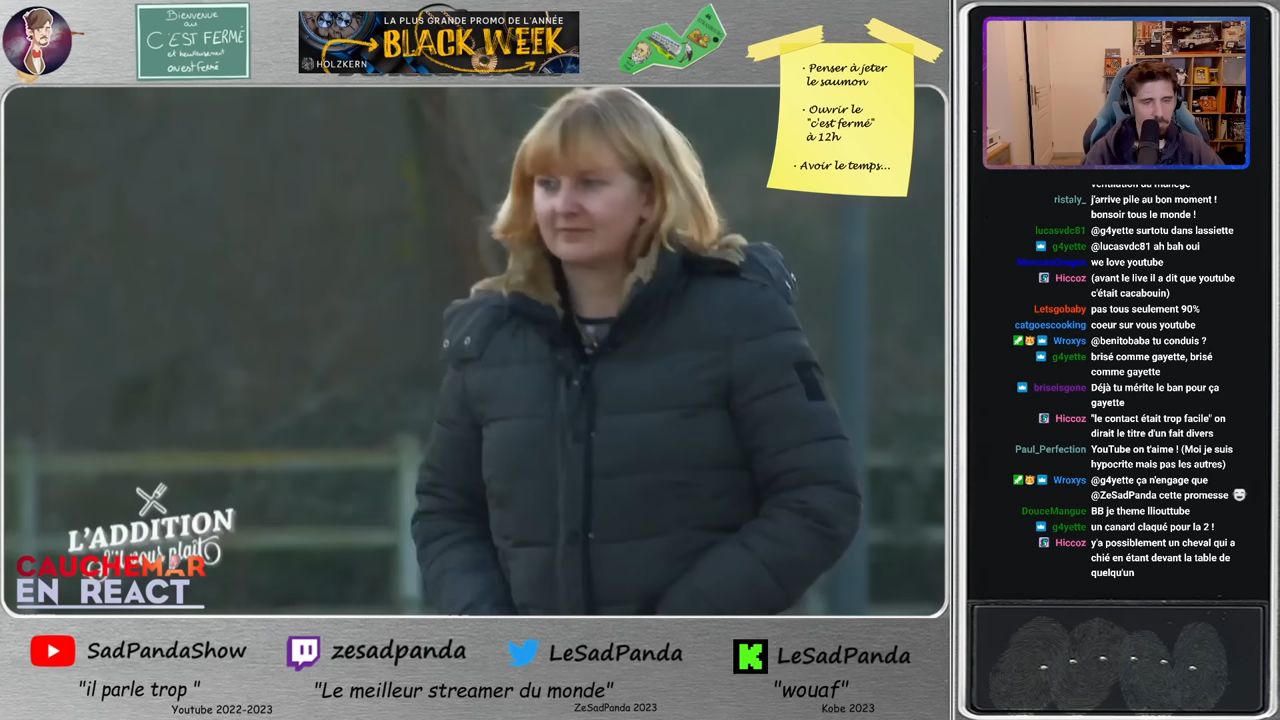 Bienvenue
au
C'EST FERMÉ
et heureusement
on est fermé
LA PLUS GRANDE PROMO DE L'ANNÉE
BLACK WEEK
HOLZKERN
· Penser à jeter
le saumon
· Ouvrir le
"c'est fermé"
à 12h
· Avoir le temps...
L'ADDITION
s'il vous plaît
CAUCHEMAR
EN REACT
SadPandaShow
zesadpanda
LeSadPanda
LeSadPanda
"il parle trop "
Youtube 2022-2023
"Le meilleur streamer du monde"
ZeSadPanda 2023
"wouaf"
Kobe 2023
ventilation du manège
ristaly_ j'arrive pile au bon moment !
bonsoir tous le monde !
lucasvdc81 @g4yette surtotu dans lassiette
g4yette @lucasvdc81 ah bah oui
we love youtube
Hiccoz (avant le live il a dit que youtube
c'était cacabouin)
Letsgobaby pas tous seulement 90%
catgoescooking coeur sur vous youtube
Wroxys @benitobaba tu conduis ?
g4yette brisé comme gayette, brisé
comme gayette
briseisgone Déjà tu mérite le ban pour ça
gayette
Hiccoz "le contact était trop facile" on
dirait le titre d'un fait divers
Paul_Perfection YouTube on t'aime ! (Moi je suis
hypocrite mais pas les autres)
Wroxys @g4yette ça n'engage que
@ZeSadPanda cette promesse
DouceMangue BB je theme lliouttube
g4yette un canard claqué pour la 2 !
Hiccoz y'a possiblement un cheval qui a
chié en étant devant la table de
quelqu'un